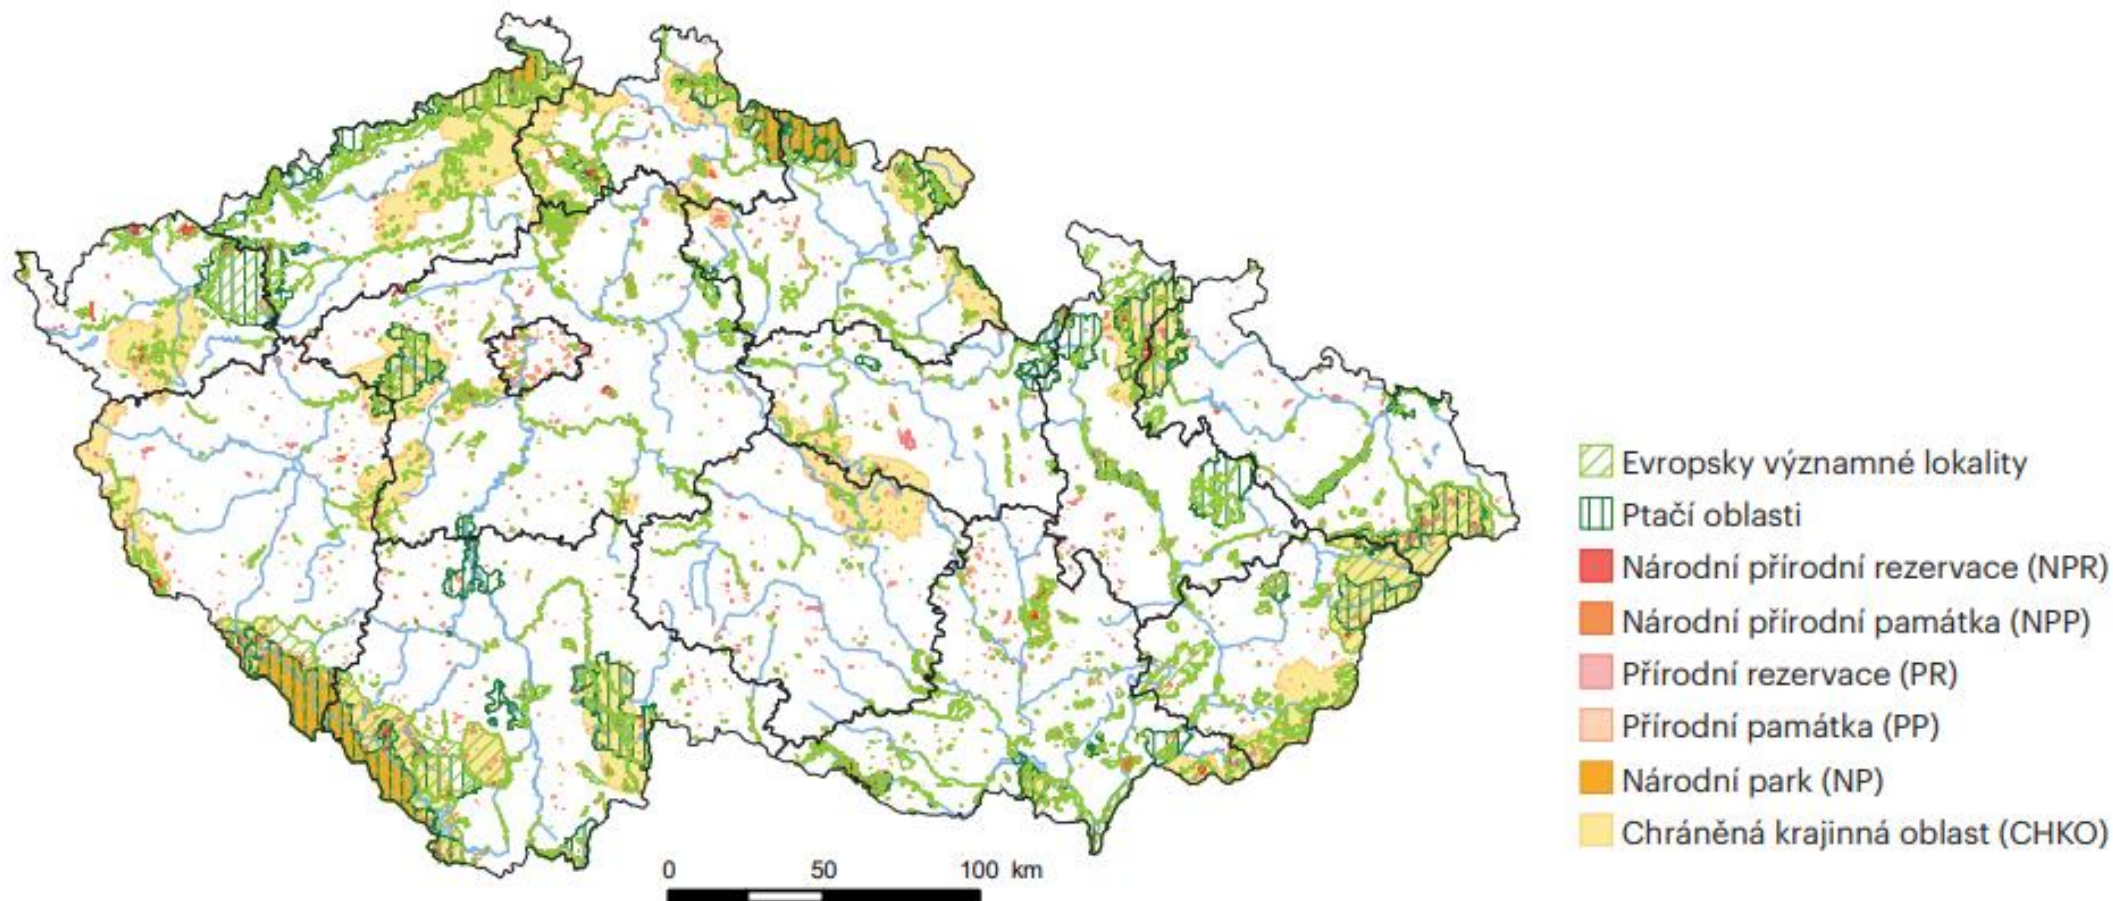 Evropsky významné lokality
Ptačí oblasti
Národní přírodní rezervace (NPR)
Národní přírodní památka (NPP)
Přírodní rezervace (PR)
Přírodní památka (PP)
Národní park (NP)
Chráněná krajinná oblast (CHKO)
0 50 100 km